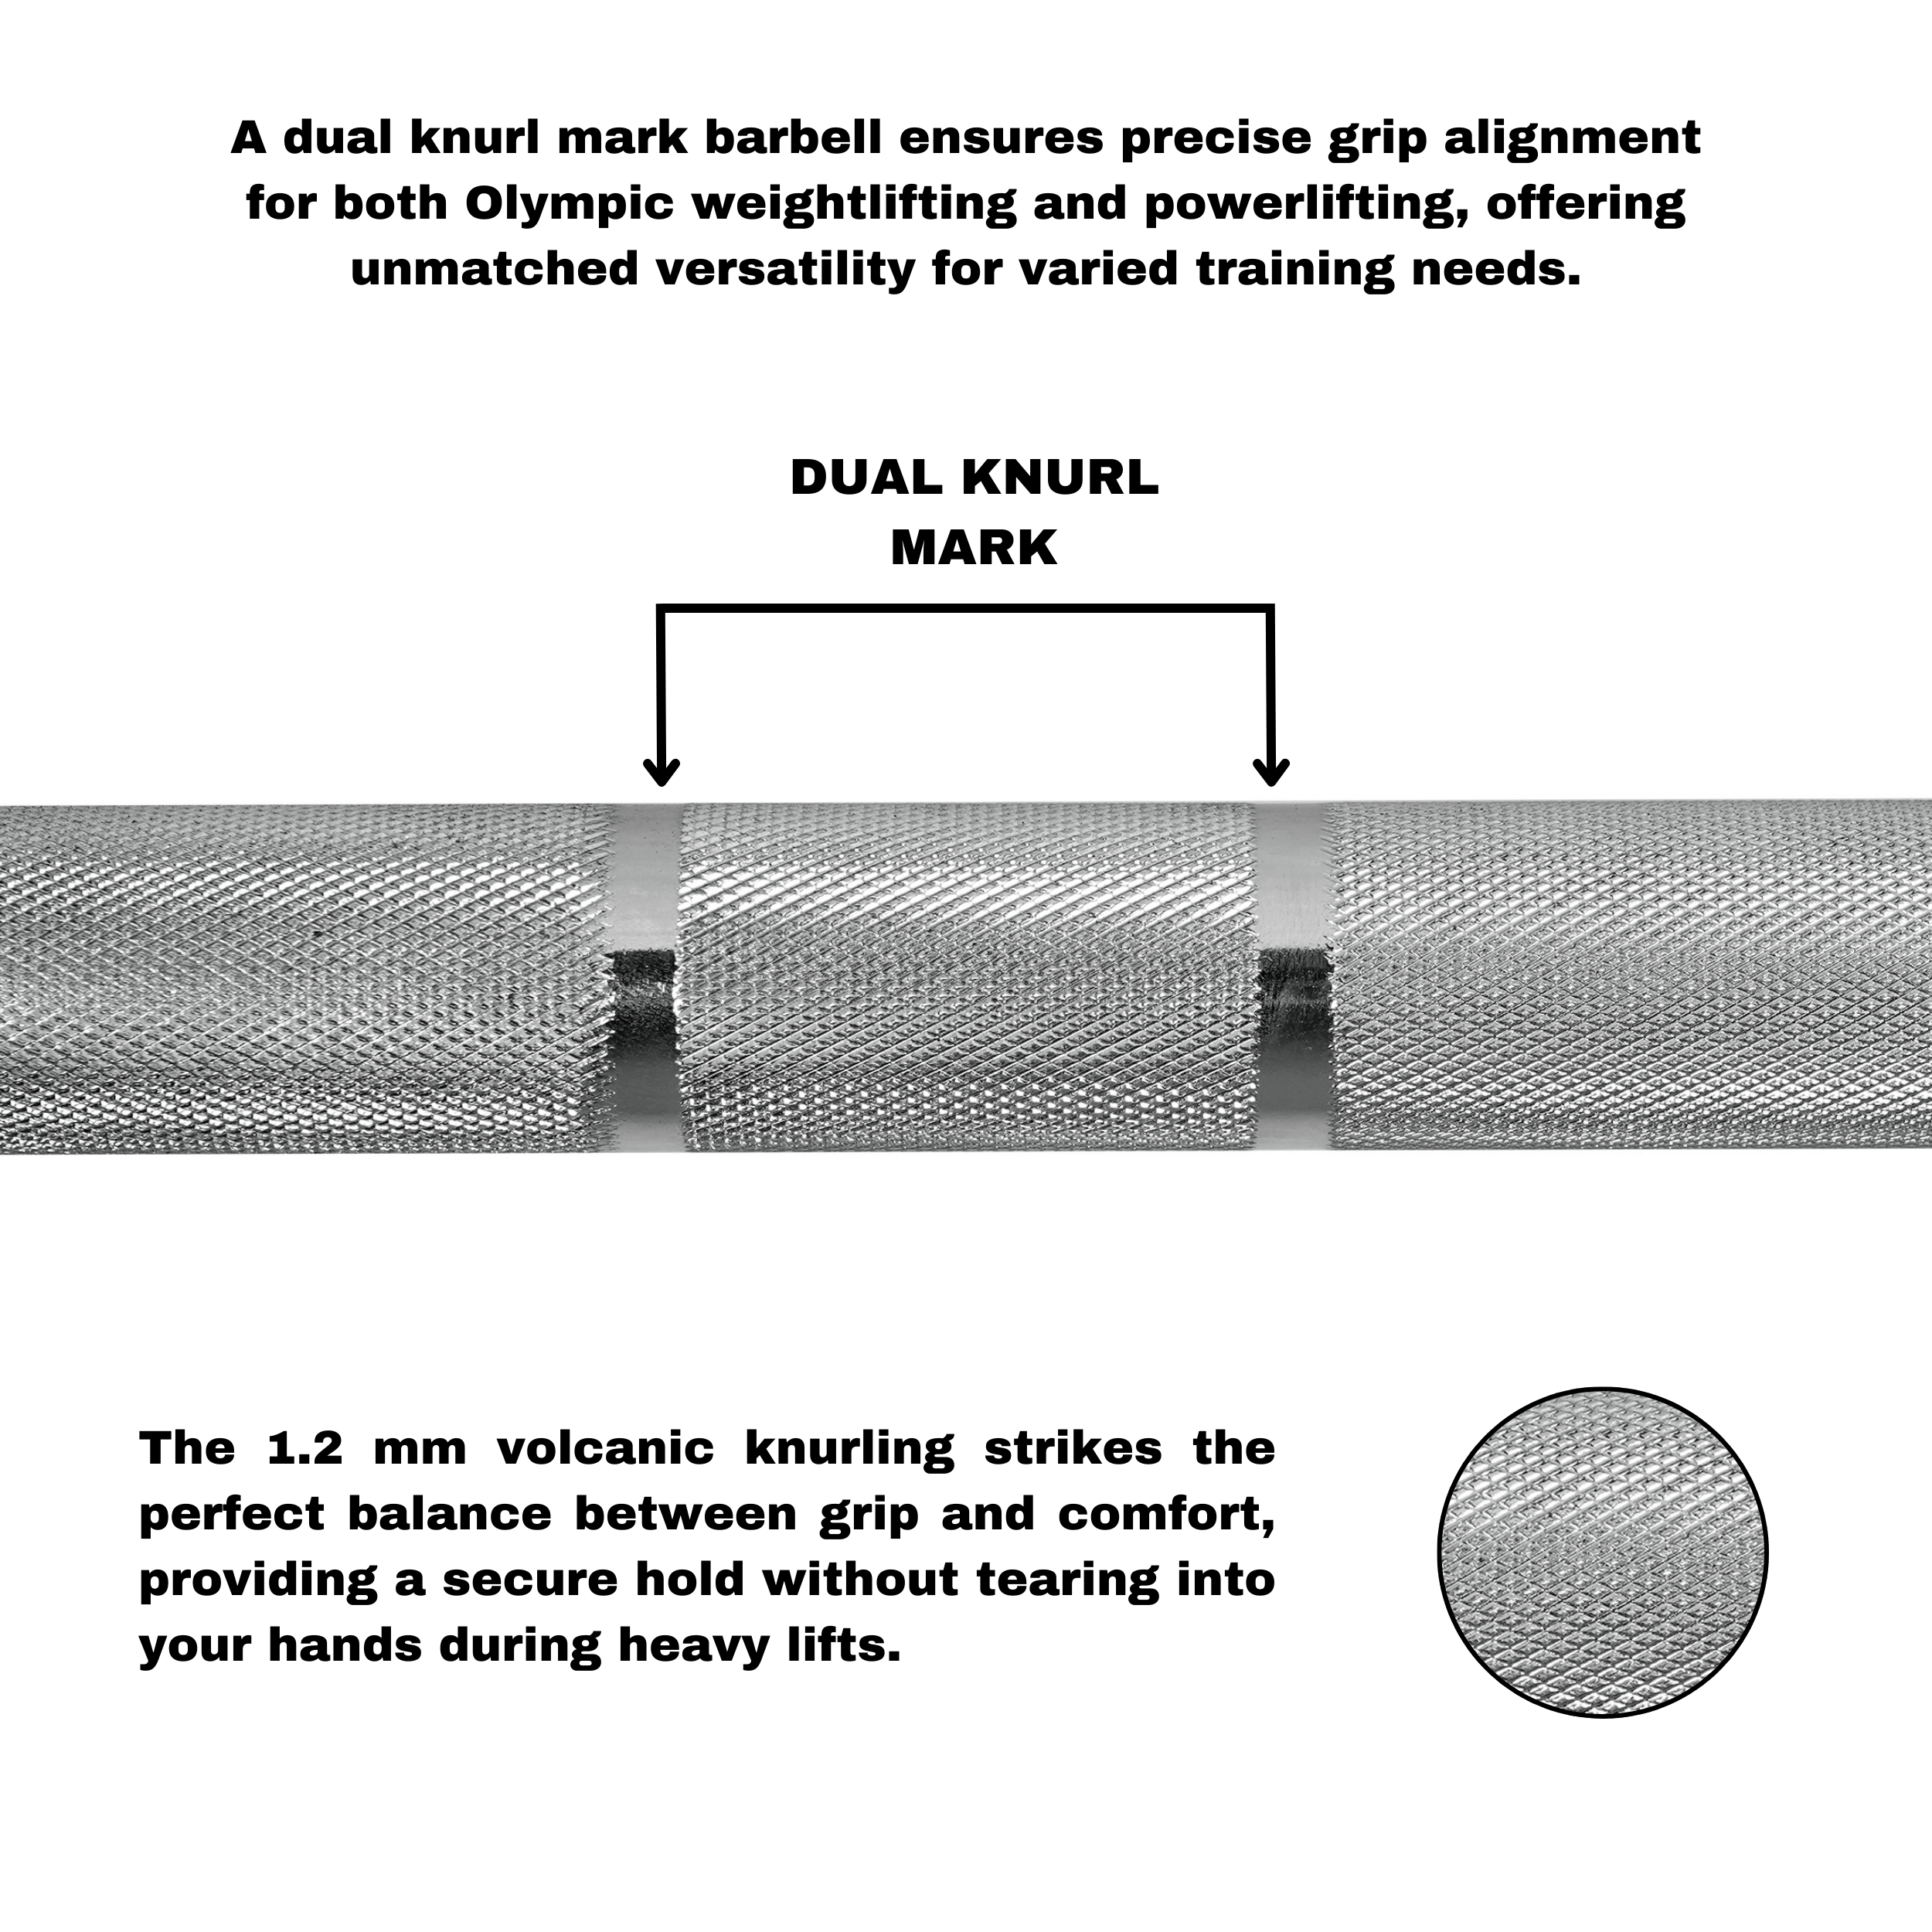 A dual knurl mark barbell ensures precise grip alignment
for both Olympic weightlifting and powerlifting, offering
unmatched versatility for varied training needs.
DUAL KNURL
MARK
The 1.2 mm volcanic knurling strikes the
perfect balance between grip and comfort,
providing a secure hold without tearing into
your hands during heavy lifts.